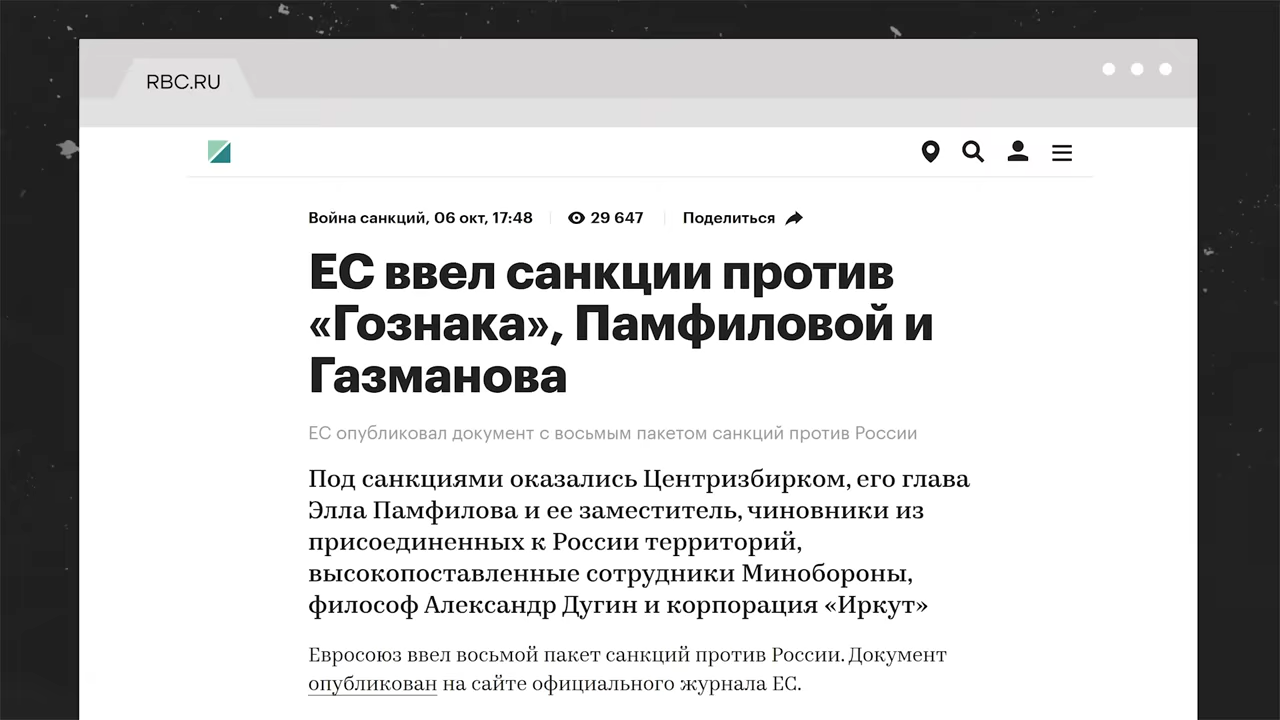 RBC.RU
Война санкций, 06 окт, 17:48 29 647 Поделиться
ЕС ввел санкции против
«Гознака», Памфиловой и
Газманова
ЕС опубликовал документ с восьмым пакетом санкций против России
Под санкциями оказались Центризбирком, его глава
Элла Памфилова и ее заместитель, чиновники из
присоединенных к России территорий,
высокопоставленные сотрудники Минобороны,
философ Александр Дугин и корпорация «Иркут»
Евросоюз ввел восьмой пакет санкций против России. Документ
опубликован на сайте официального журнала ЕС.